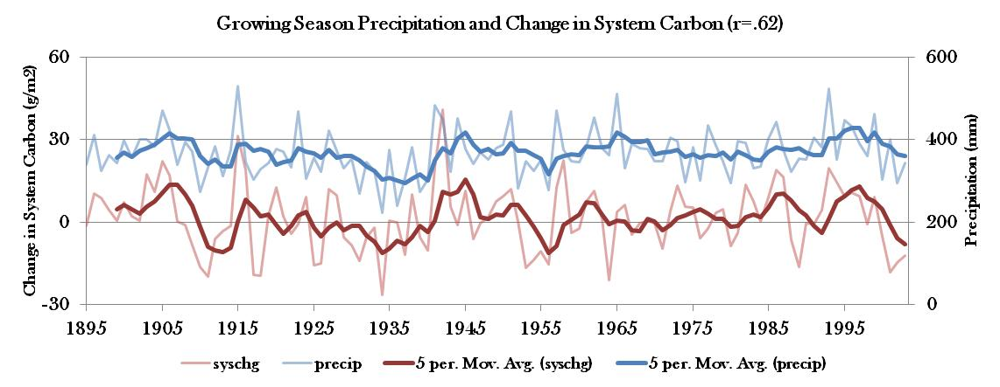 Growing Season Precipitation and Change in System Carbon (r=.62)
Change in System Carbon (g/m2)
60
30
0
-30
600
400
200
0
Precipitation (mm)
1895 1905 1915 1925 1935 1945 1955 1965 1975 1985 1995
syschg precip 5 per. Mov. Avg. (syschg) 5 per. Mov. Avg. (precip)